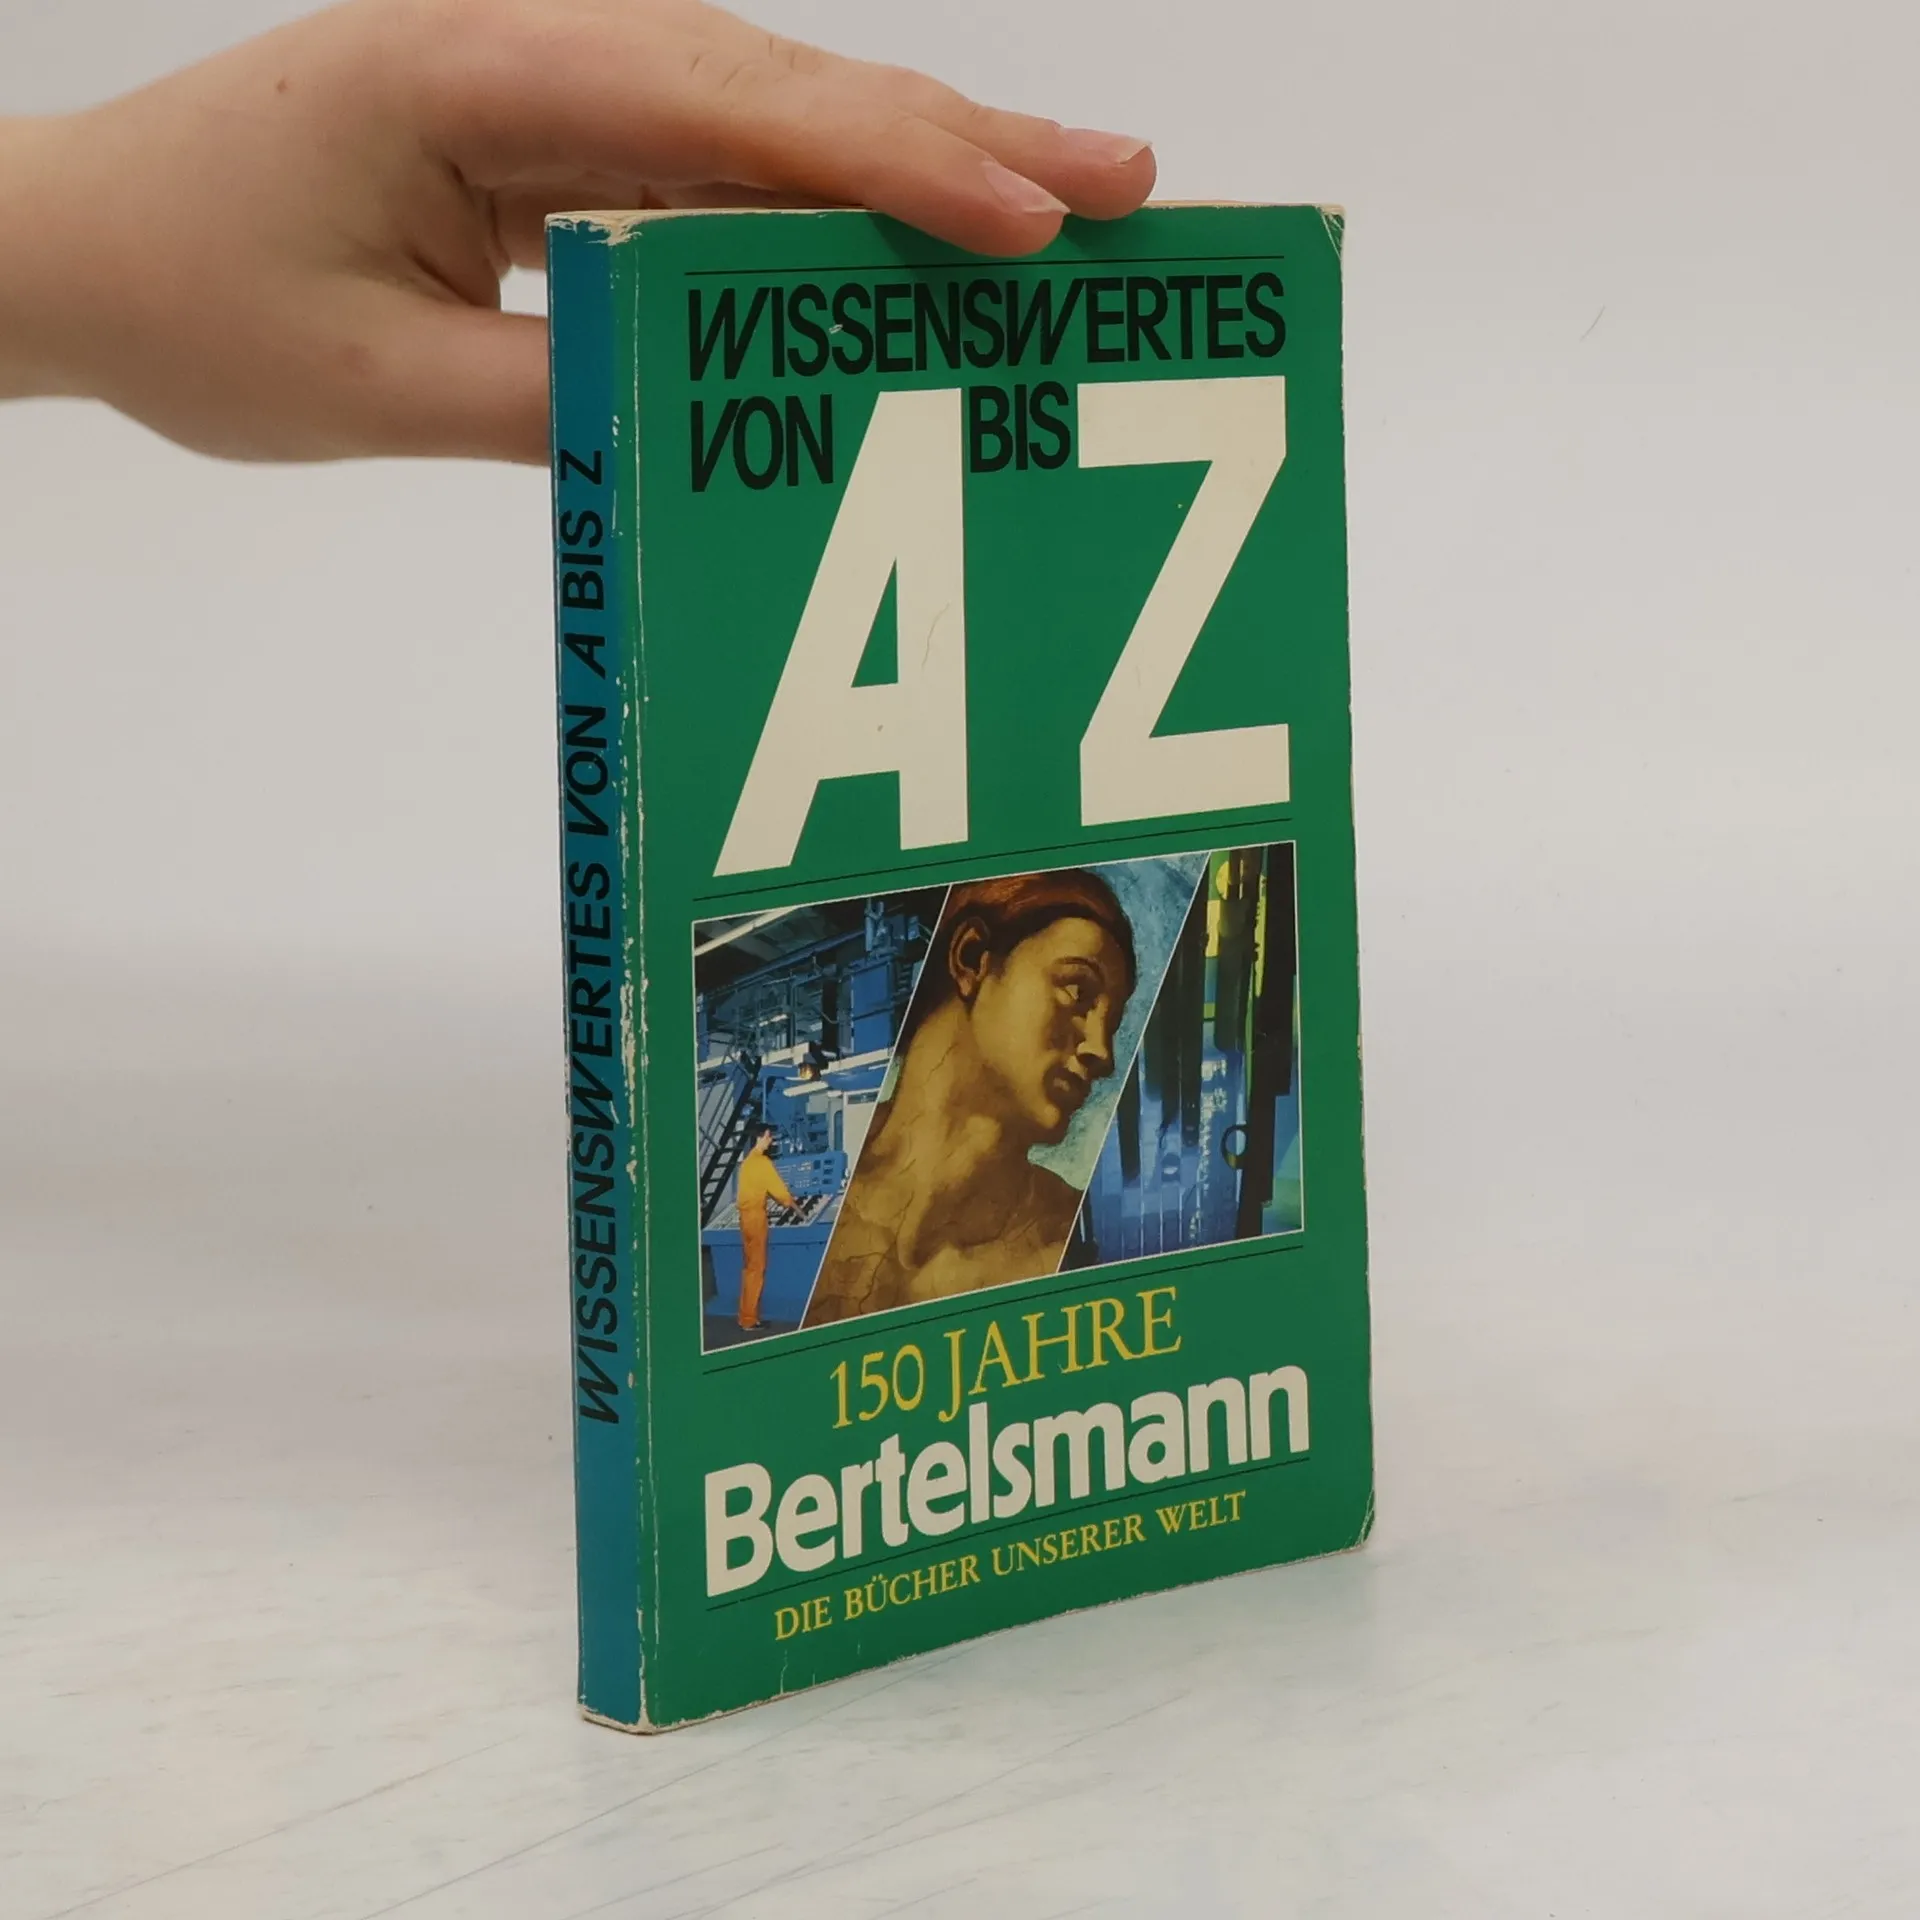 WISSENSWERTES
VON A BIS Z
150 JAHRE
Bertelsmann
DIE BÜCHER UNSERER WELT
WISSENSWERTES VON A BIS Z